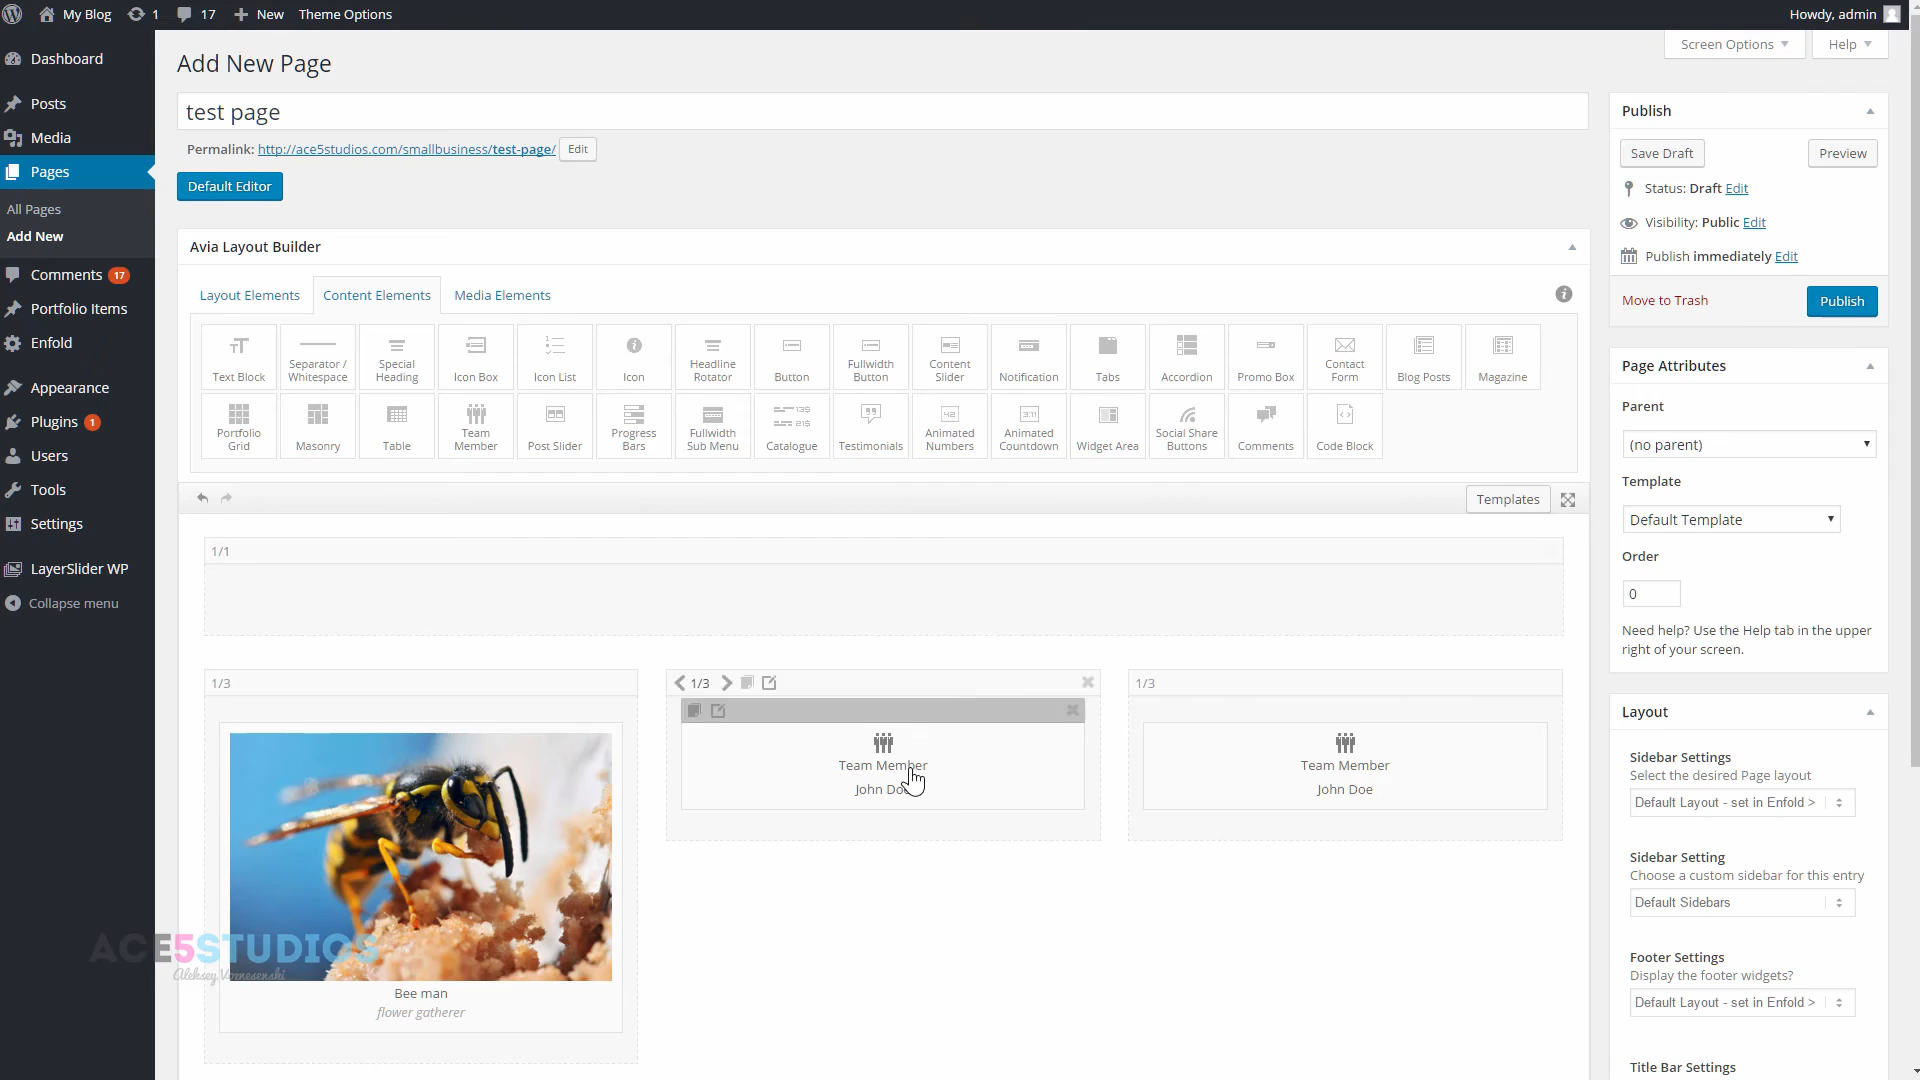 My Blog 1 17 New Theme Options Howdy, admin
Screen Options Help
Dashboard
Posts
Media
Pages
All Pages
Add New
Comments 17
Portfolio Items
Enfold
Appearance
Plugins 1
Users
Tools
Settings
LayerSlider WP
Collapse menu
Add New Page
test page
Permalink: http://ace5studios.com/smallbusiness/test-page/ Edit
Default Editor
Avia Layout Builder
Layout Elements Content Elements Media Elements
Text Block
Separator / Whitespace
Special Heading
Icon Box
Icon List
Icon
Headline Rotator
Button
Fullwidth Button
Content Slider
Notification
Tabs
Accordion
Promo Box
Contact Form
Blog Posts
Magazine
Portfolio Grid
Masonry
Table
Team Member
Post Slider
Progress Bars
Fullwidth Sub Menu
Catalogue
Testimonials
42
Animated Numbers
3:11
Animated Countdown
Widget Area
Social Share Buttons
Comments
Code Block
Templates
1/1
1/3
Bee man
flower gatherer
1/3
Team Member
John Doe
1/3
Team Member
John Doe
Publish
Save Draft Preview
Status: Draft Edit
Visibility: Public Edit
Publish immediately Edit
Move to Trash Publish
Page Attributes
Parent
(no parent)
Template
Default Template
Order
0
Need help? Use the Help tab in the upper
right of your screen.
Layout
Sidebar Settings
Select the desired Page layout
Default Layout - set in Enfold >
Sidebar Setting
Choose a custom sidebar for this entry
Default Sidebars
Footer Settings
Display the footer widgets?
Default Layout - set in Enfold >
Title Bar Settings
ACE5STUDIOS
Aleksey